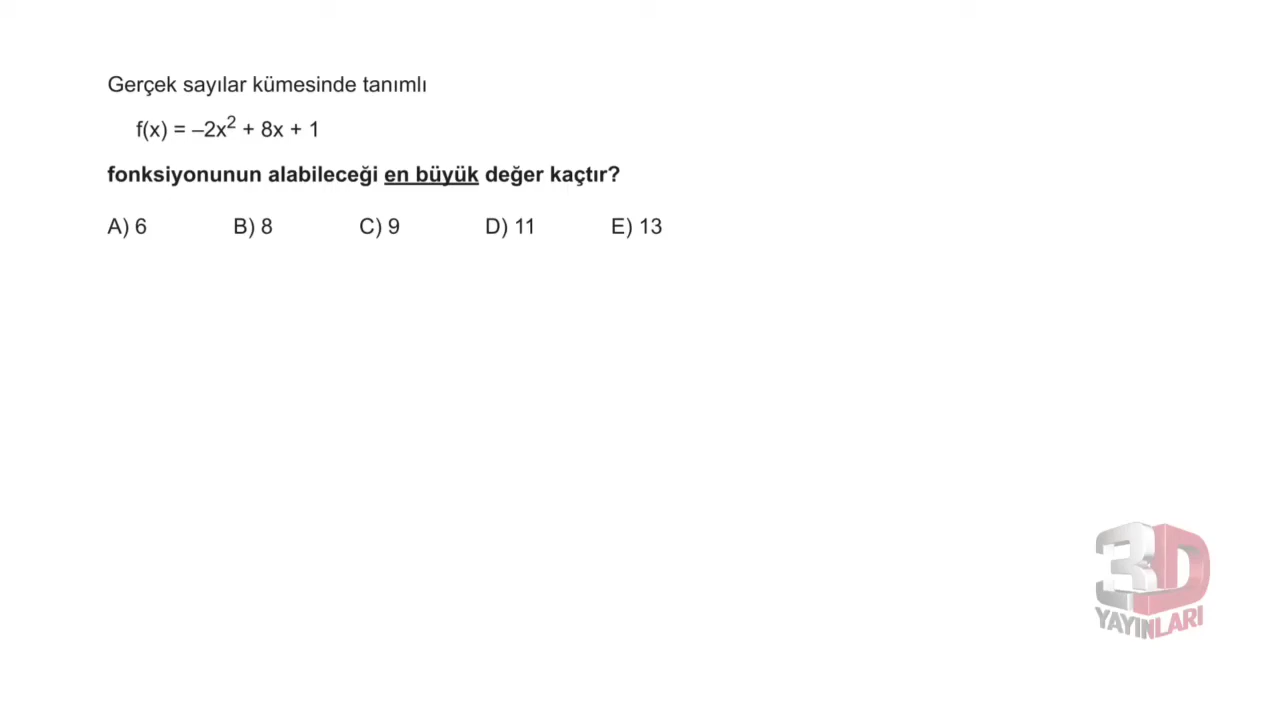 Gerçek sayılar kümesinde tanımlı
f(x) = –2x² + 8x + 1
fonksiyonunun alabileceği en büyük değer kaçtır?
A) 6 B) 8 C) 9 D) 11 E) 13
3D
YAYINLARI